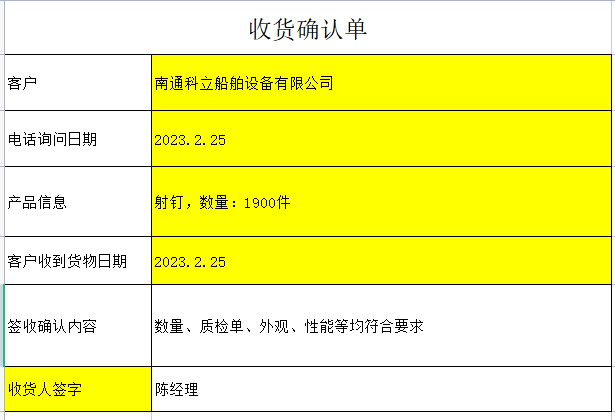 收货确认单
客户
南通科立船舶设备有限公司
电话询问日期
2023.2.25
产品信息
射钉，数量：1900件
客户收到货物日期
2023.2.25
签收确认内容
数量、质检单、外观、性能等均符合要求
收货人签字
陈经理